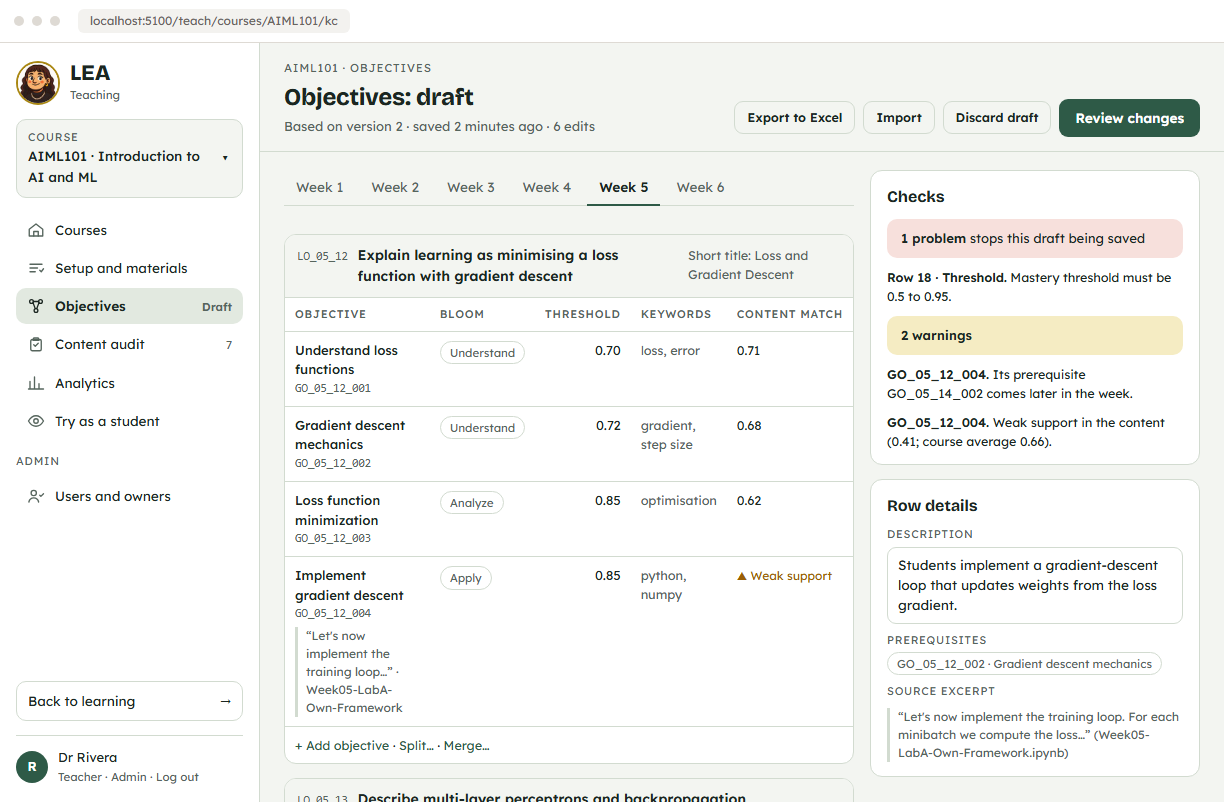 localhost:5100/teach/courses/AIML101/kc
LEA
Teaching
COURSE
AIML101 · Introduction to
AI and ML
Courses
Setup and materials
Objectives
Draft
Content audit
7
Analytics
Try as a student
ADMIN
Users and owners
Back to learning →
R
Dr Rivera
Teacher · Admin · Log out
AIML101 · OBJECTIVES
Objectives: draft
Based on version 2 · saved 2 minutes ago · 6 edits
Export to Excel
Import
Discard draft
Review changes
Week 1
Week 2
Week 3
Week 4
Week 5
Week 6
LO_05_12
Explain learning as minimising a loss
function with gradient descent
Short title: Loss and
Gradient Descent
OBJECTIVE
BLOOM
THRESHOLD
KEYWORDS
CONTENT MATCH
Understand loss
functions
GO_05_12_001
Understand
0.70
loss, error
0.71
Gradient descent
mechanics
GO_05_12_002
Understand
0.72
gradient,
step size
0.68
Loss function
minimization
GO_05_12_003
Analyze
0.85
optimisation
0.62
Implement
gradient descent
GO_05_12_004
“Let's now
implement the
training loop…” ·
Week05-LabA-
Own-Framework
Apply
0.85
python,
numpy
▲ Weak support
+ Add objective · Split… · Merge…
LO_05_13
Describe multi-layer perceptrons and backpropagation
Checks
1 problem stops this draft being saved
Row 18 · Threshold. Mastery threshold must be
0.5 to 0.95.
2 warnings
GO_05_12_004. Its prerequisite
GO_05_14_002 comes later in the week.
GO_05_12_004. Weak support in the content
(0.41; course average 0.66).
Row details
DESCRIPTION
Students implement a gradient-descent
loop that updates weights from the loss
gradient.
PREREQUISITES
GO_05_12_002 · Gradient descent mechanics
SOURCE EXCERPT
“Let's now implement the training loop. For each
minibatch we compute the loss…” (Week05-
LabA-Own-Framework.ipynb)